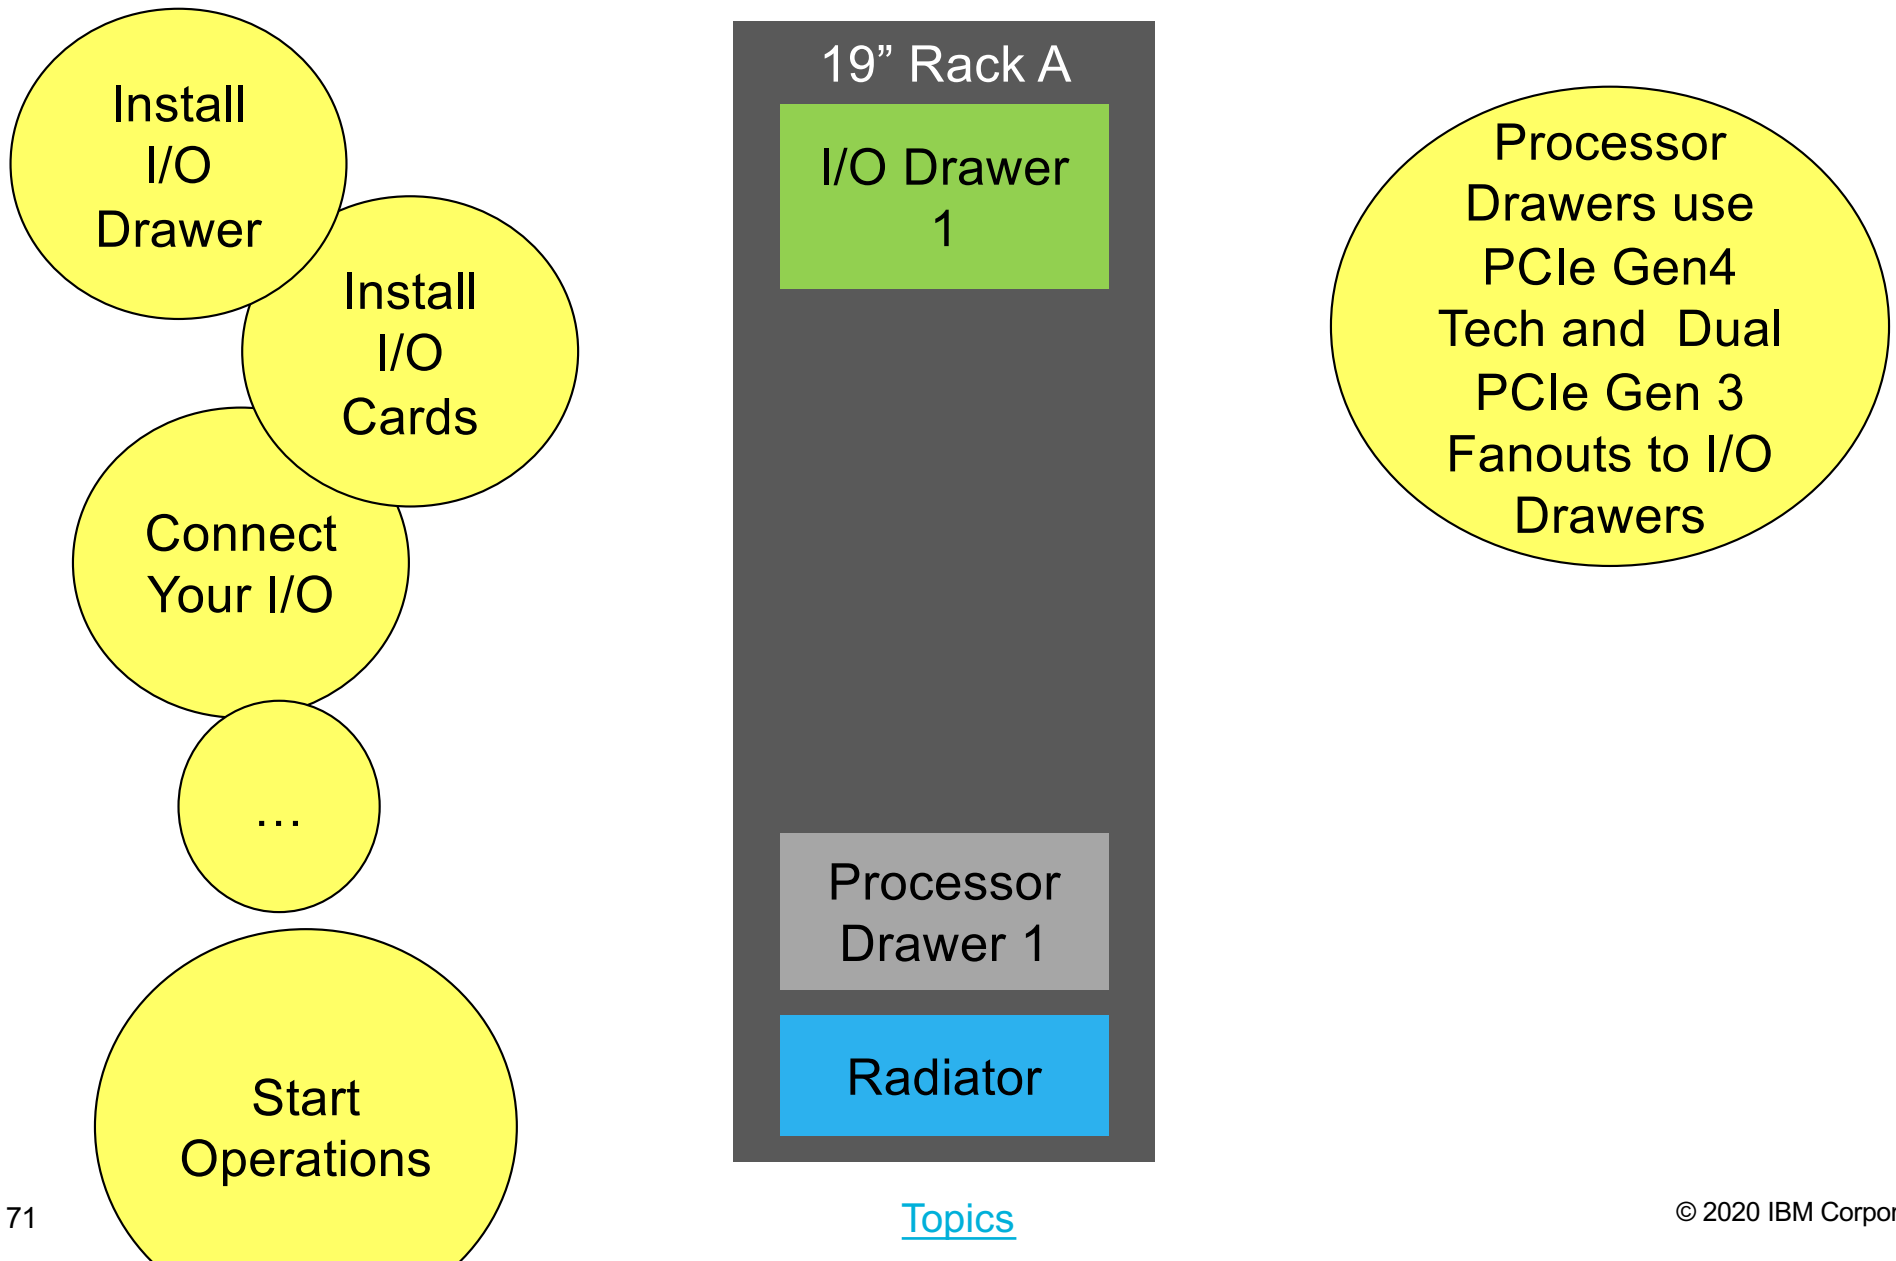 Install
I/O
Drawer
Install
I/O
Cards
Connect
Your I/O
…
Start
Operations
19” Rack A
I/O Drawer
1
Processor
Drawer 1
Radiator
Processor
Drawers use
PCIe Gen4
Tech and  Dual
PCIe Gen 3
Fanouts to I/O
Drawers
71
Topics
© 2020 IBM Corpor